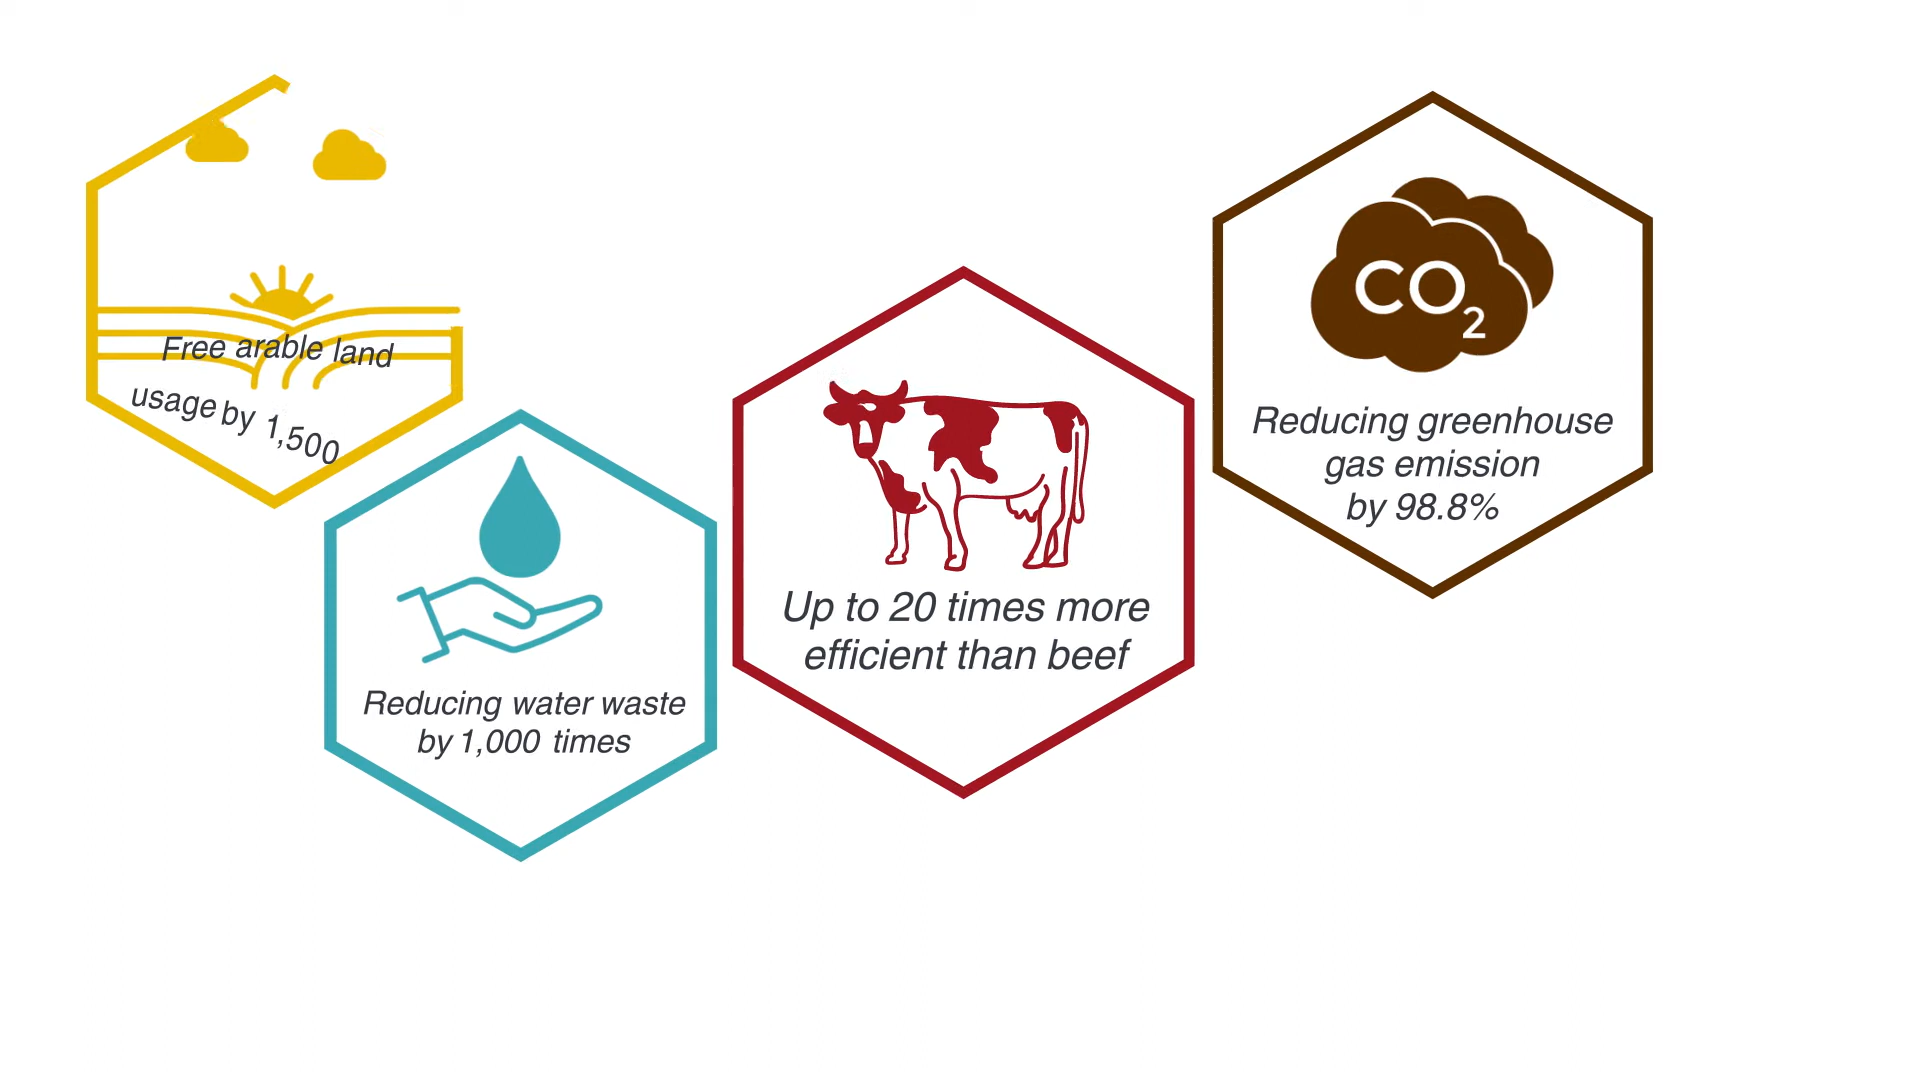 Free arable land
usage by 1,500
Reducing water waste
by 1,000 times
Up to 20 times more
efficient than beef
CO2
Reducing greenhouse
gas emission
by 98.8%